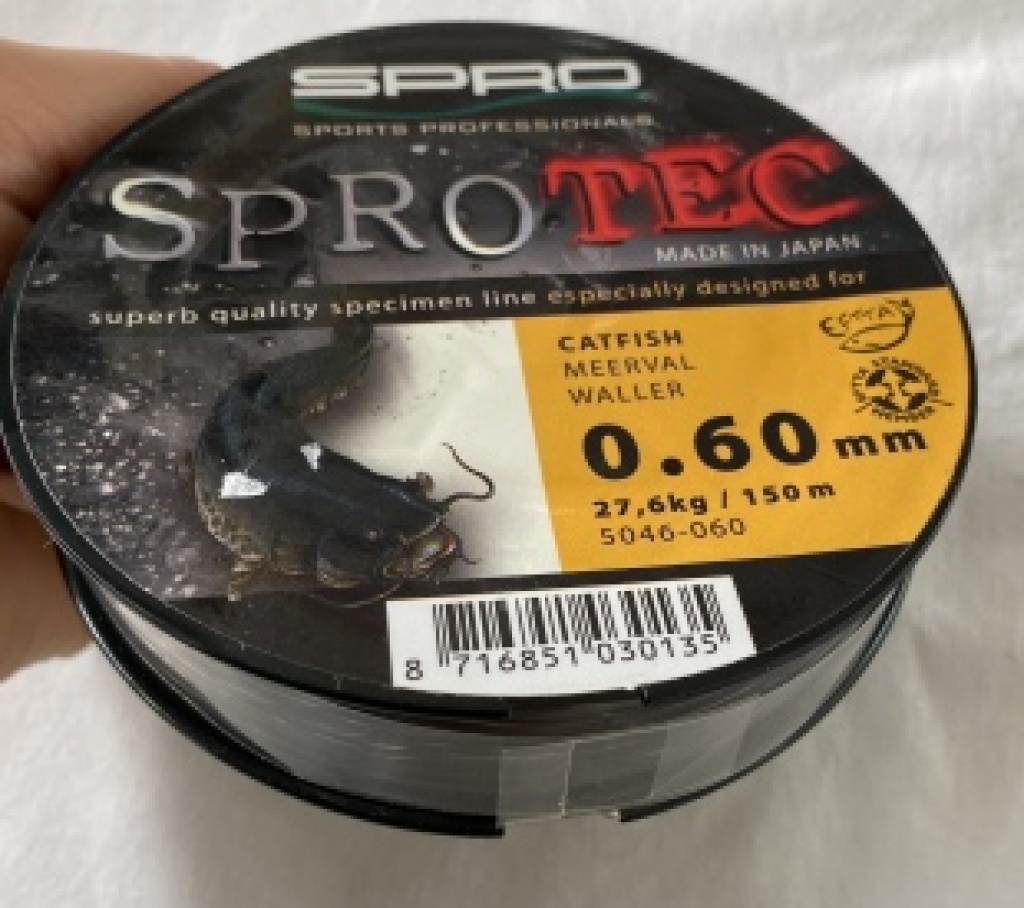 SPRO
SPORTS PROFESSIONALS
SPROTEC
MADE IN JAPAN
superb quality specimen line especially designed for
CATFISH
MEERVAL
WALLER
0.60 mm
27,6kg / 150 m
5046-060
8 716851 030135